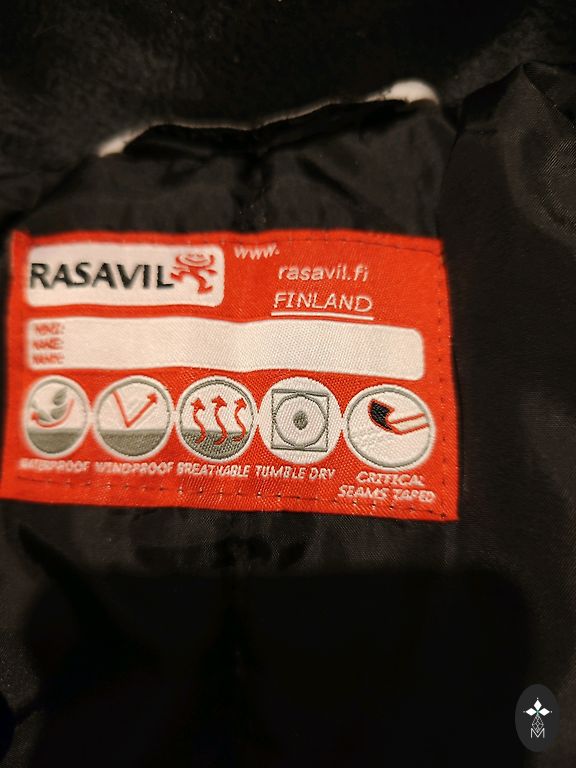 RASAVIL
www.
rasavil.fi
FINLAND
NIMI:
NAME:
NAMN:
WATERPROOF WINDPROOF BREATHABLE TUMBLE DRY
CRITICAL
SEAMS TAPED
M